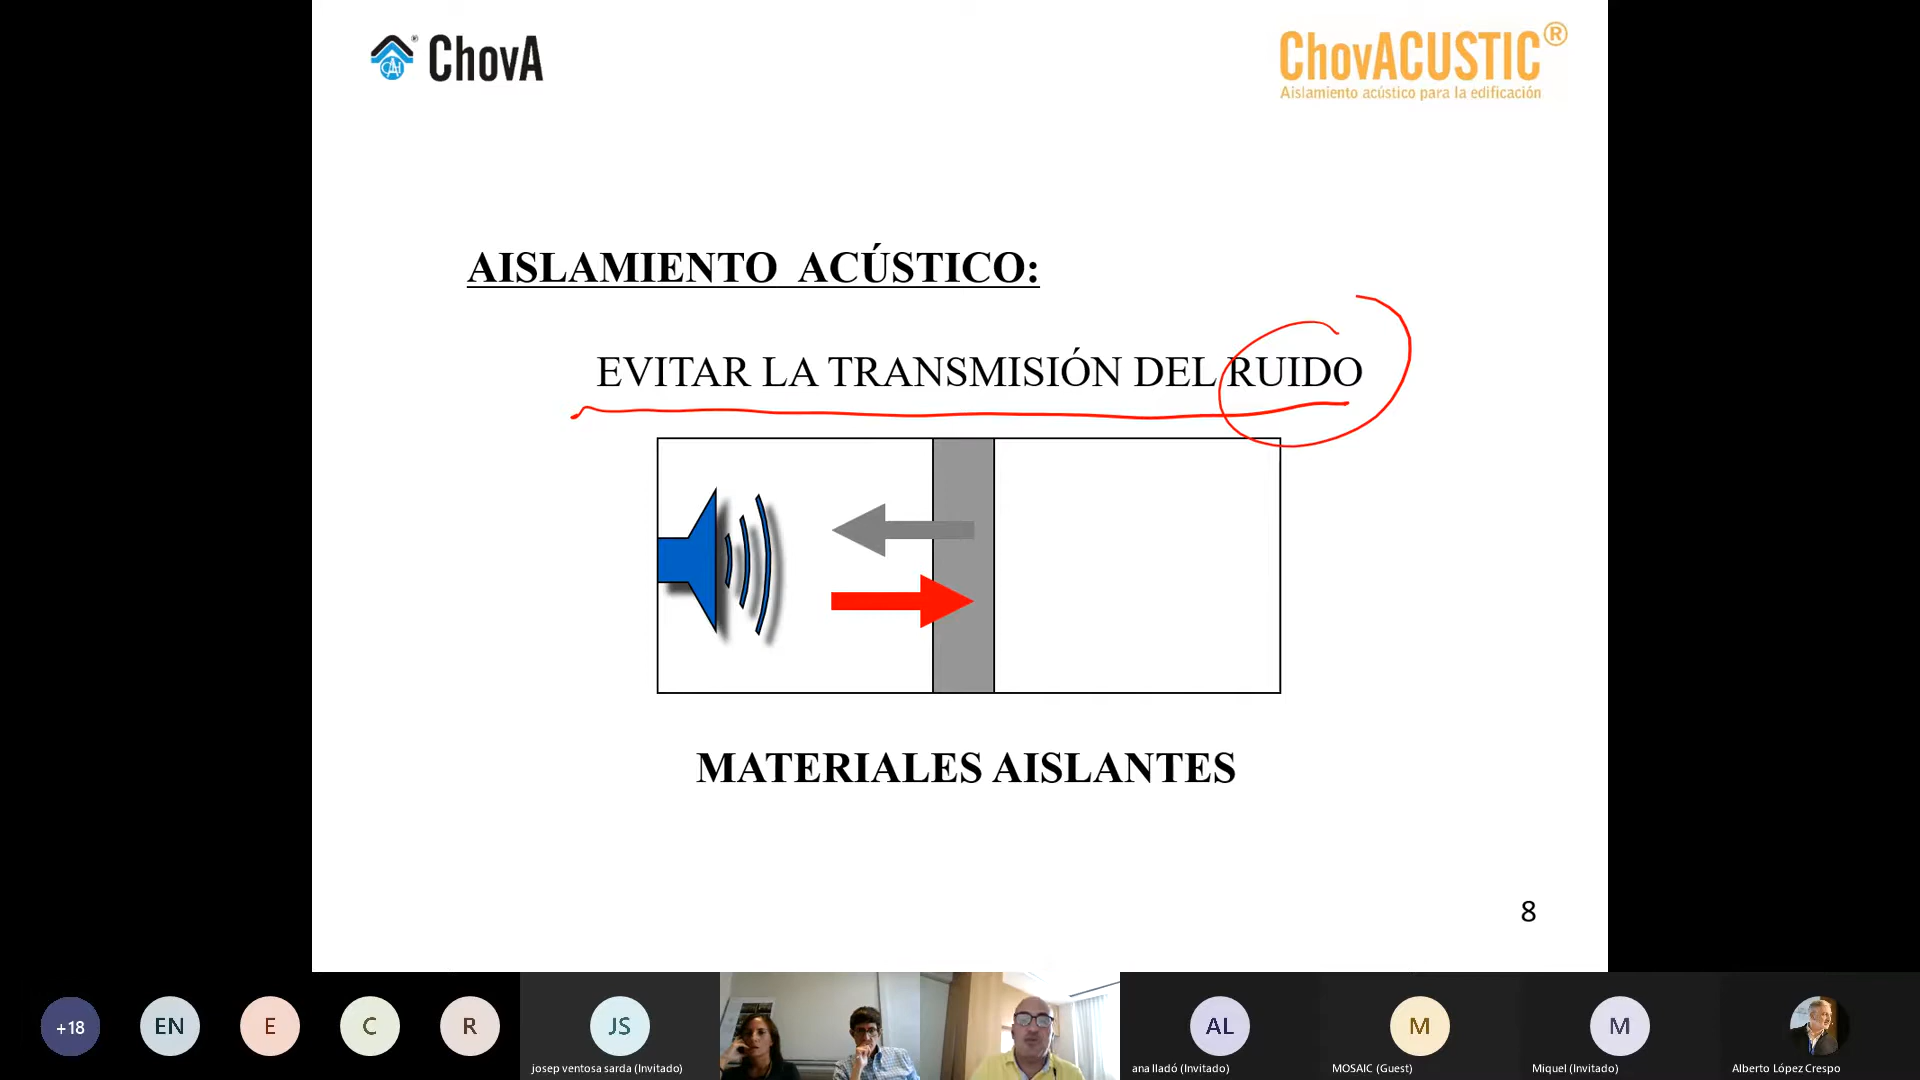 ChovA
ChovACUSTIC®
Aislamiento acústico para la edificación
AISLAMIENTO ACÚSTICO:
EVITAR LA TRANSMISIÓN DEL RUIDO
MATERIALES AISLANTES
8
+18
EN
E
C
R
JS
josep ventosa sarda (Invitado)
AL
ana lladó (Invitado)
M
MOSAIC (Guest)
M
Miquel (Invitado)
Alberto López Crespo